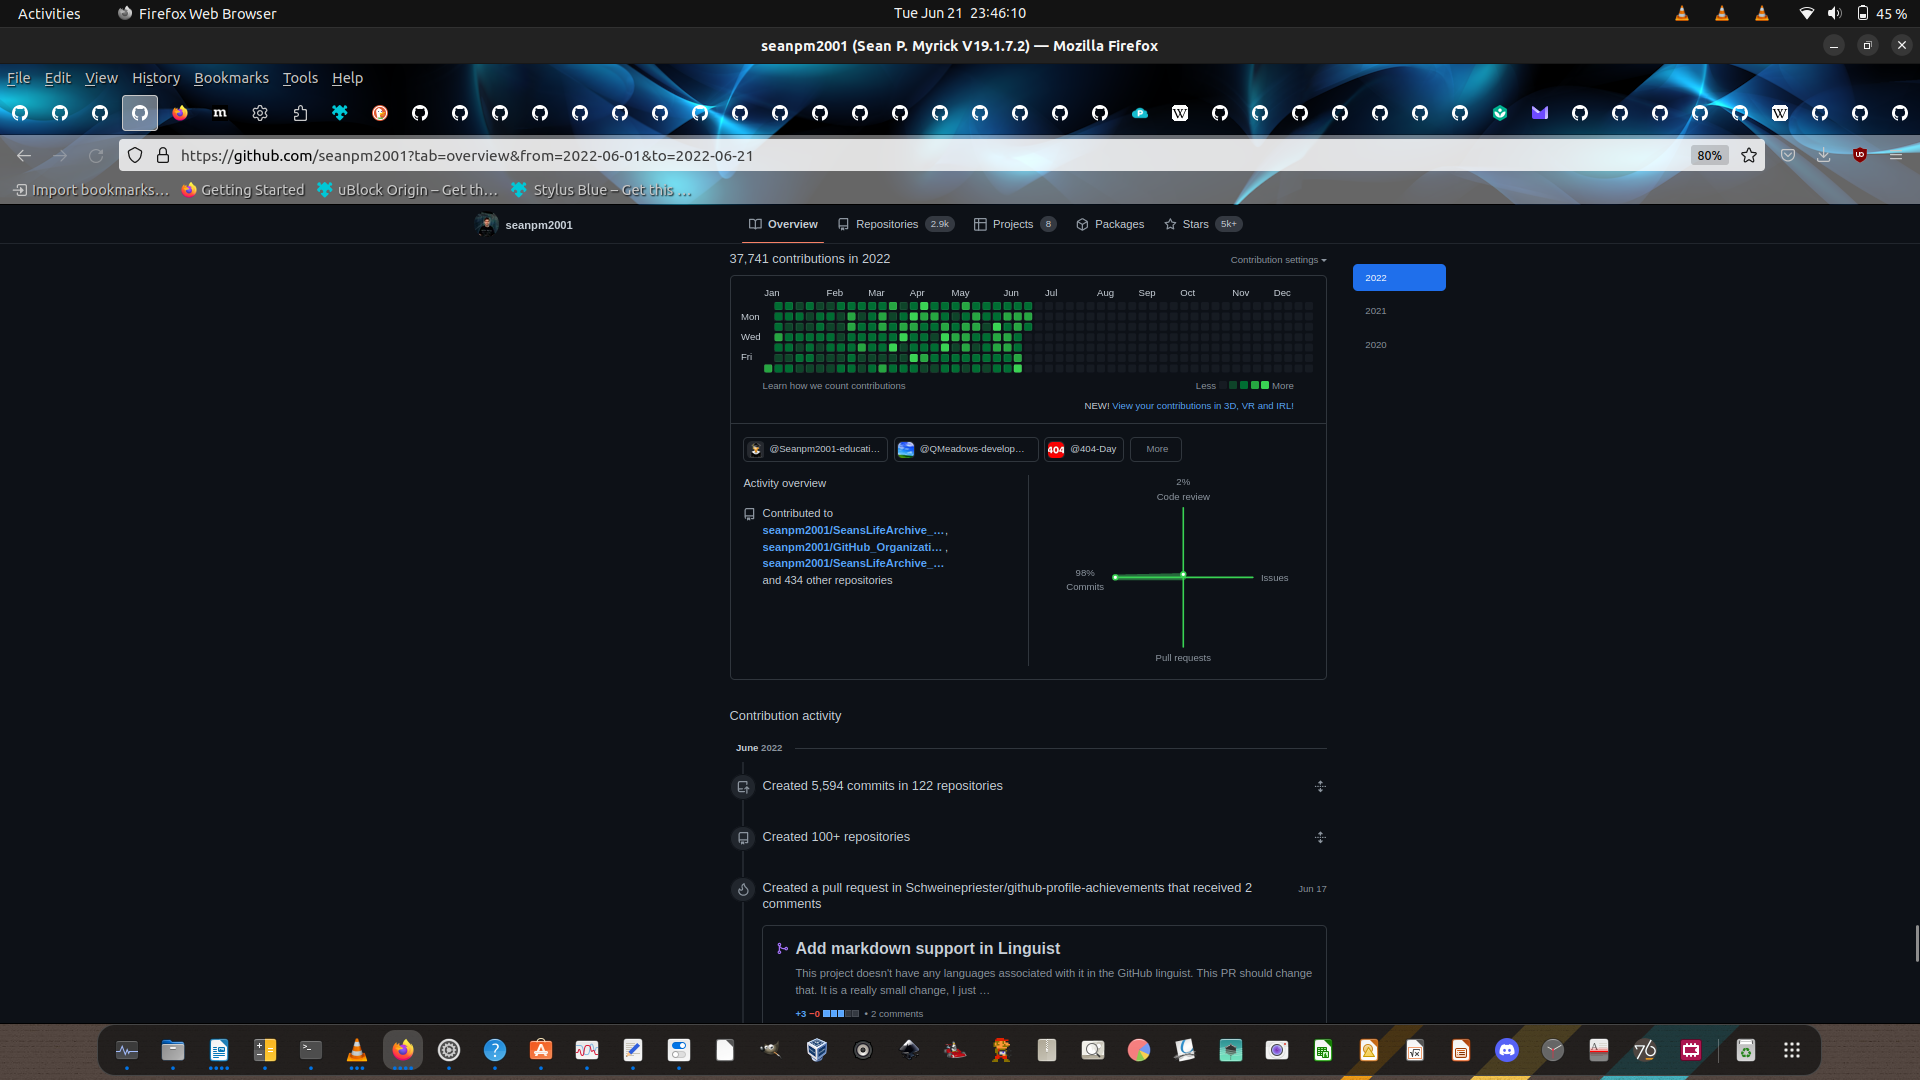 Activities
Firefox Web Browser
Tue Jun 21 23:46:10
45 %
seanpm2001 (Sean P. Myrick V19.1.7.2) — Mozilla Firefox
File Edit View History Bookmarks Tools Help
https://github.com/seanpm2001?tab=overview&from=2022-06-01&to=2022-06-21
80%
Import bookmarks... Getting Started uBlock Origin – Get th... Stylus Blue – Get this ...
seanpm2001
Overview Repositories 2.9k Projects 8 Packages Stars 5k+
37,741 contributions in 2022
Contribution settings
2022
2021
2020
Jan Feb Mar Apr May Jun Jul Aug Sep Oct Nov Dec
Mon
Wed
Fri
Learn how we count contributions
Less More
NEW! View your contributions in 3D, VR and IRL!
@Seanpm2001-educati... @QMeadows-develop... 404 @404-Day More
Activity overview
Contributed to
seanpm2001/SeansLifeArchive_...,
seanpm2001/GitHub_Organizati... ,
seanpm2001/SeansLifeArchive_...
and 434 other repositories
2%
Code review
98%
Commits
Issues
Pull requests
Contribution activity
June 2022
Created 5,594 commits in 122 repositories
Created 100+ repositories
Created a pull request in Schweinepriester/github-profile-achievements that received 2
comments
Jun 17
Add markdown support in Linguist
This project doesn't have any languages associated with it in the GitHub linguist. This PR should change
that. It is a really small change, I just …
+3 −0 • 2 comments
76